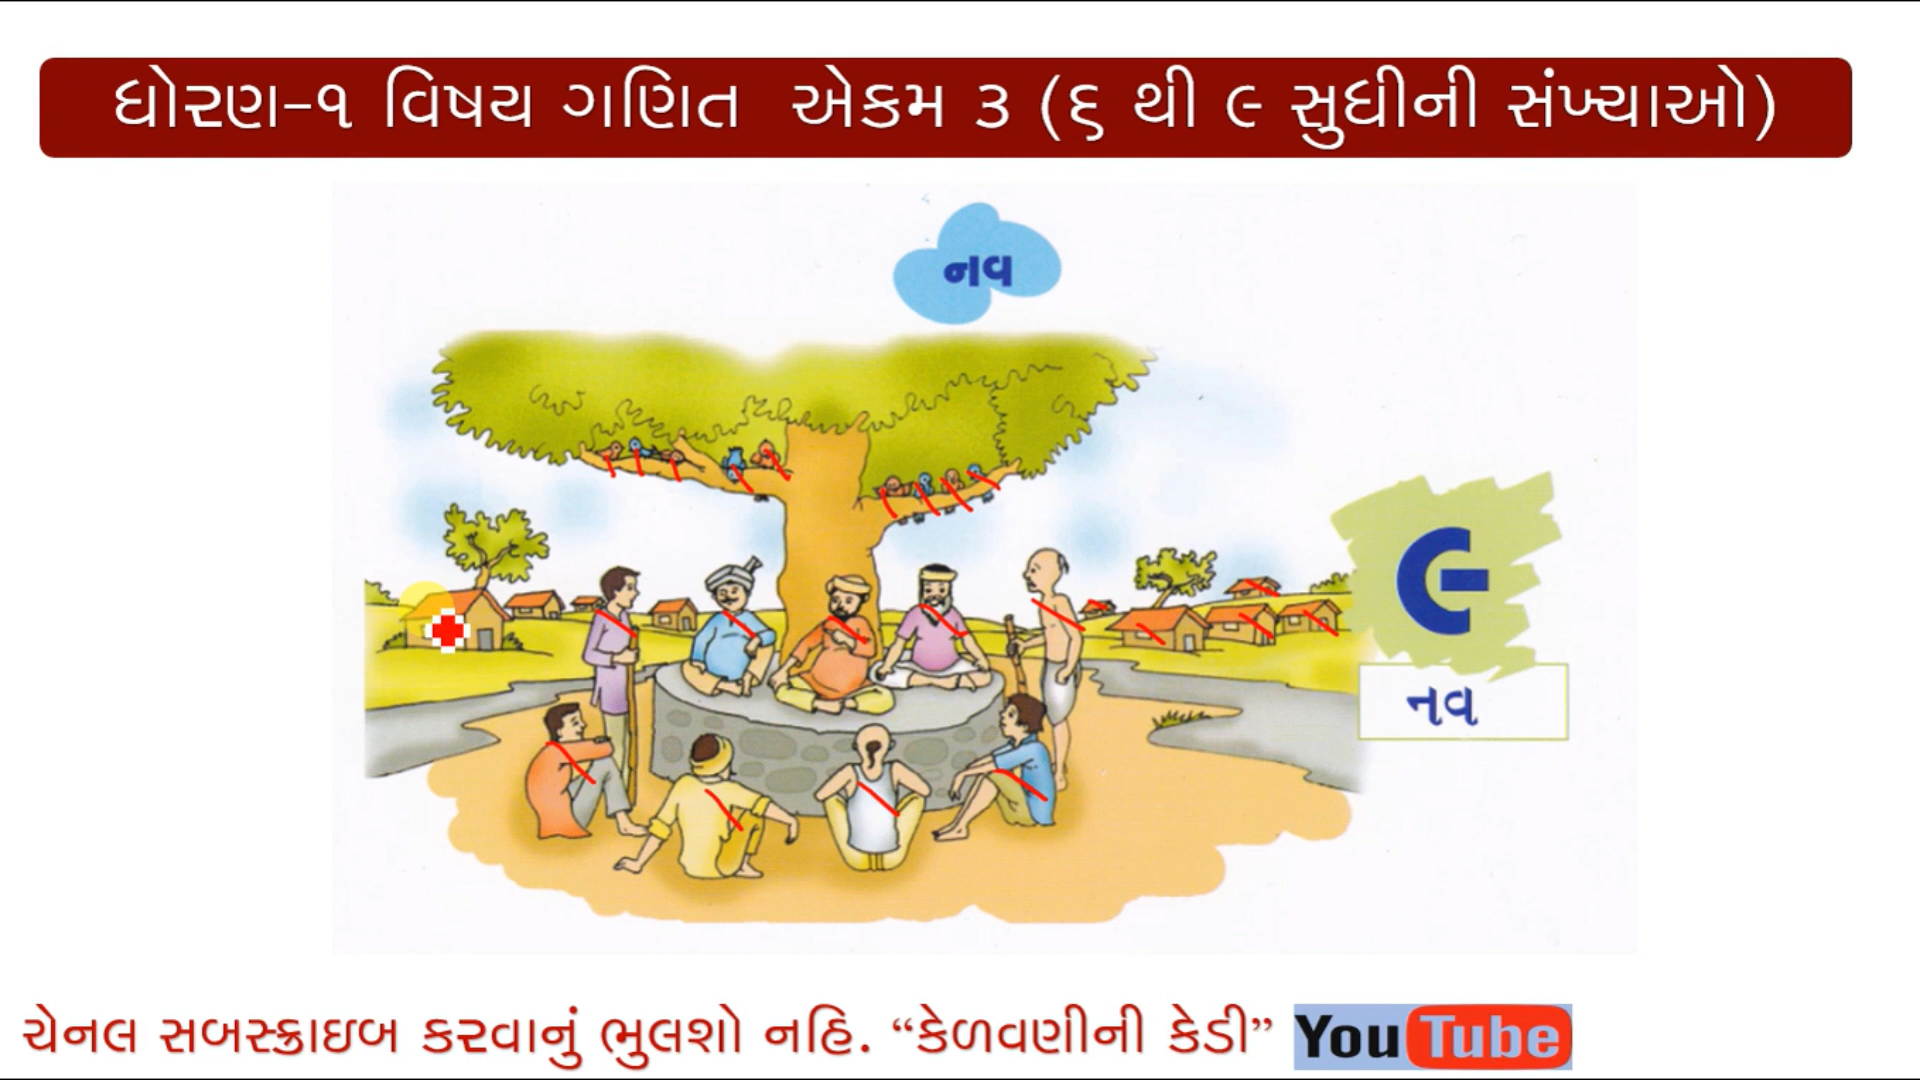 ધોરણ-૧ વિષય ગણિત એકમ ૩ (૬ થી ૯ સુધીની સંખ્યાઓ)
નવ
૯
નવ
ચેનલ સબસ્ક્રાઇબ કરવાનું ભુલશો નહિ. “કેળવણીની કેડી” YouTube